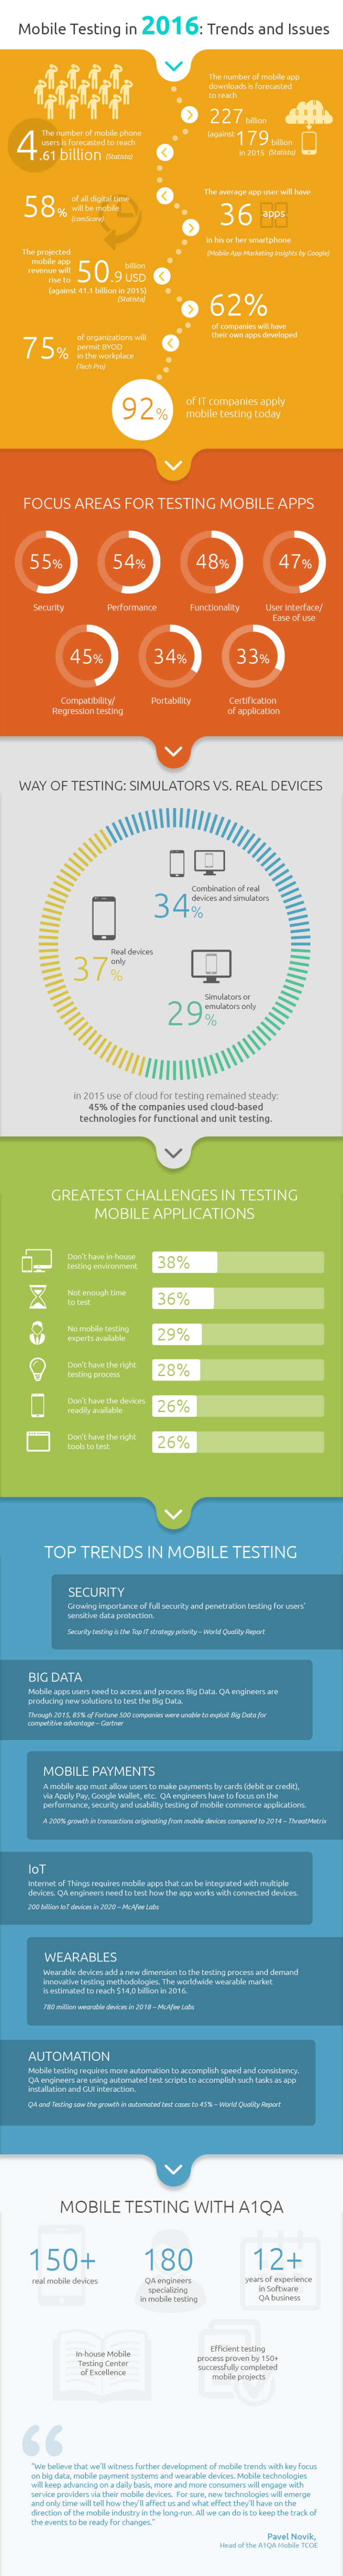 Mobile Testing in 2016: Trends and Issues
The number of mobile app
downloads is forecasted
to reach
227 billion
(against 179 billion
in 2015 (Statista)
The number of mobile phone
users is forecasted to reach
4.61 billion (Statista)
58% of all digital time
will be mobile
(comScore)
The average app user will have
36 apps
in his or her smartphone
(Mobile App Marketing Insights by Google)
The projected
mobile app
revenue will
rise to
50.9 billion
USD
(against 41.1 billion in 2015)
(Statista)
62%
of companies will have
their own apps developed
75% of organizations will
permit BYOD
in the workplace
(Tech Pro)
92% of IT companies apply
mobile testing today
FOCUS AREAS FOR TESTING MOBILE APPS
55%
Security
54%
Performance
48%
Functionality
47%
User Interface/
Ease of use
45%
Compatibility/
Regression testing
34%
Portability
33%
Certification
of application
WAY OF TESTING: SIMULATORS VS. REAL DEVICES
34%
Combination of real
devices and simulators
37%
Real devices
only
29%
Simulators or
emulators only
in 2015 use of cloud for testing remained steady:
45% of the companies used cloud-based
technologies for functional and unit testing.
GREATEST CHALLENGES IN TESTING
MOBILE APPLICATIONS
Don't have in-house
testing environment
38%
Not enough time
to test
36%
No mobile testing
experts available
29%
Don't have the right
testing process
28%
Don't have the devices
readily available
26%
Don't have the right
tools to test
26%
TOP TRENDS IN MOBILE TESTING
SECURITY
Growing importance of full security and penetration testing for users'
sensitive data protection.
Security testing is the Top IT strategy priority – World Quality Report
BIG DATA
Mobile apps users need to access and process Big Data. QA engineers are
producing new solutions to test the Big Data.
Through 2015, 85% of Fortune 500 companies were unable to exploit Big Data for
competitive advantage – Gartner
MOBILE PAYMENTS
A mobile app must allow users to make payments by cards (debit or credit),
via Apply Pay, Google Wallet, etc. QA engineers have to focus on the
performance, security and usability testing of mobile commerce applications.
A 200% growth in transactions originating from mobile devices compared to 2014 – ThreatMetrix
IoT
Internet of Things requires mobile apps that can be integrated with multiple
devices. QA engineers need to test how the app works with connected devices.
200 billion IoT devices in 2020 – McAfee Labs
WEARABLES
Wearable devices add a new dimension to the testing process and demand
innovative testing methodologies. The worldwide wearable market
is estimated to reach $14,0 billion in 2016.
780 million wearable devices in 2018 – McAfee Labs
AUTOMATION
Mobile testing requires more automation to accomplish speed and consistency.
QA engineers are using automated test scripts to accomplish such tasks as app
installation and GUI interaction.
QA and Testing saw the growth in automated test cases to 45% – World Quality Report
MOBILE TESTING WITH A1QA
150+
real mobile devices
180
QA engineers
specializing
in mobile testing
12+
years of experience
in Software
QA business
In-house Mobile
Testing Center
of Excellence
Efficient testing
process proven by 150+
successfully completed
mobile projects
"We believe that we'll witness further development of mobile trends with key focus
on big data, mobile payment systems and wearable devices. Mobile technologies
will keep advancing on a daily basis, more and more consumers will engage with
service providers via their mobile devices. For sure, new technologies will emerge
and only time will tell how they'll affect us and what effect they'll have on the
direction of the mobile industry in the long-run. All we can do is to keep the track of
the events to be ready for changes."
Pavel Novik,
Head of the A1QA Mobile TCOE